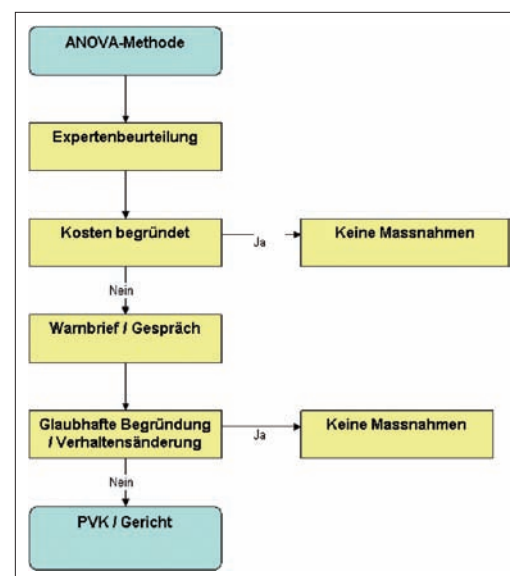 ANOVA-Methode
Expertenbeurteilung
Kosten begründet
Ja
Keine Massnahmen
Nein
Warnbrief / Gespräch
Glaubhafte Begründung
/ Verhaltensänderung
Ja
Keine Massnahmen
Nein
PVK / Gericht